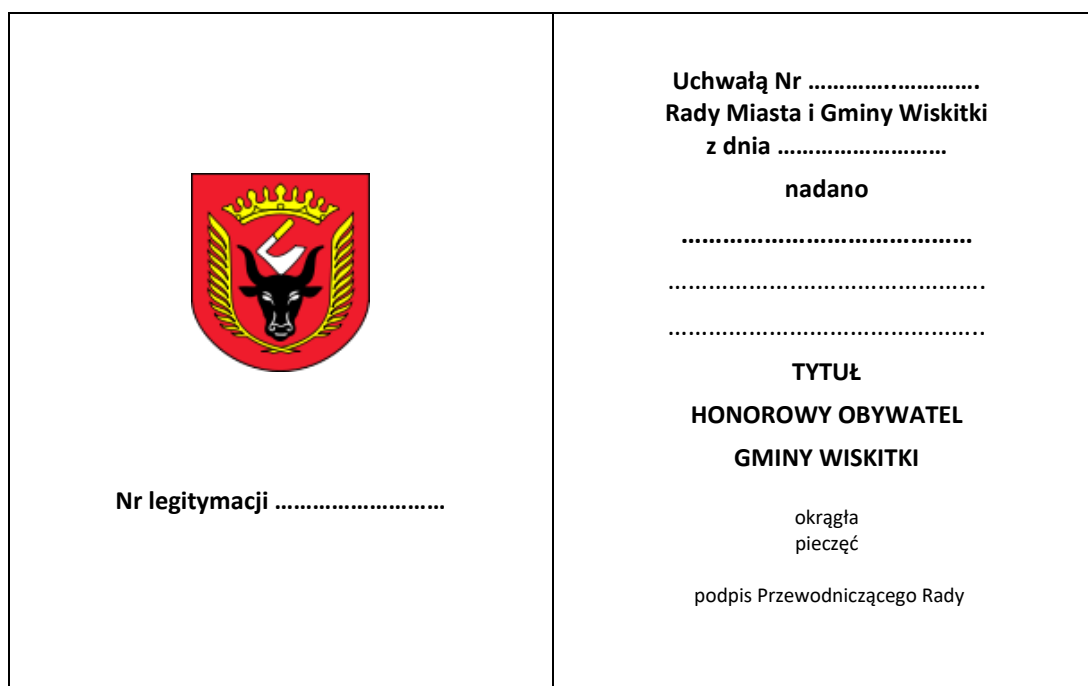 Nr legitymacji ……………………….
Uchwałą Nr …………..………….
Rady Miasta i Gminy Wiskitki
z dnia ………………………
nadano
……………………………………
……………………………………….
………………………………………..
TYTUŁ
HONOROWY OBYWATEL
GMINY WISKITKI
okrągła
pieczęć
podpis Przewodniczącego Rady